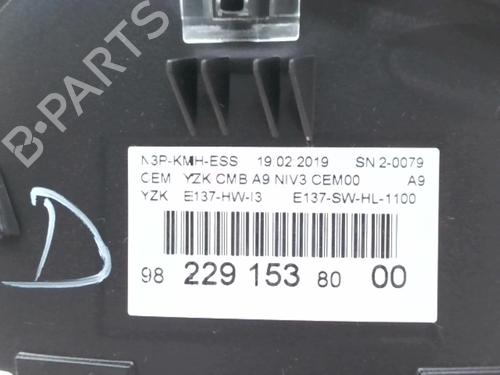 B-PARTS
N3P-KMH-ESS 19.02.2019 SN 2-0079
CEM YZK CMB A9 NIV3 CEM00 A9
YZK E137-HW-I3 E137-SW-HL-1100
98 229 153 80 00
D